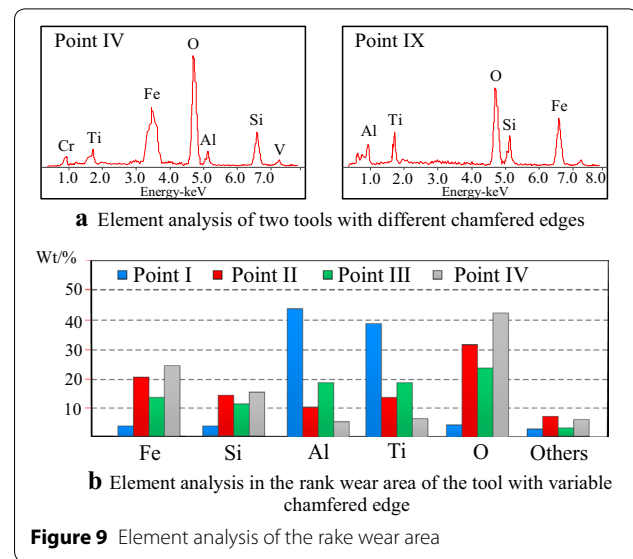 Point IV
O
Fe
Cr
Ti
Al
Si
V
1.0 2.0 3.0 4.0 5.0 6.0 7.0
Energy-keV
Point IX
O
Al
Ti
Si
Fe
1.0 2.0 3.0 4.0 5.0 6.0 7.0 8.0
Energy-keV
a Element analysis of two tools with different chamfered edges
Wt/%
Point I Point II Point III Point IV
50
40
30
20
10
Fe Si Al Ti O Others
b Element analysis in the rank wear area of the tool with variable
chamfered edge
Figure 9 Element analysis of the rake wear area